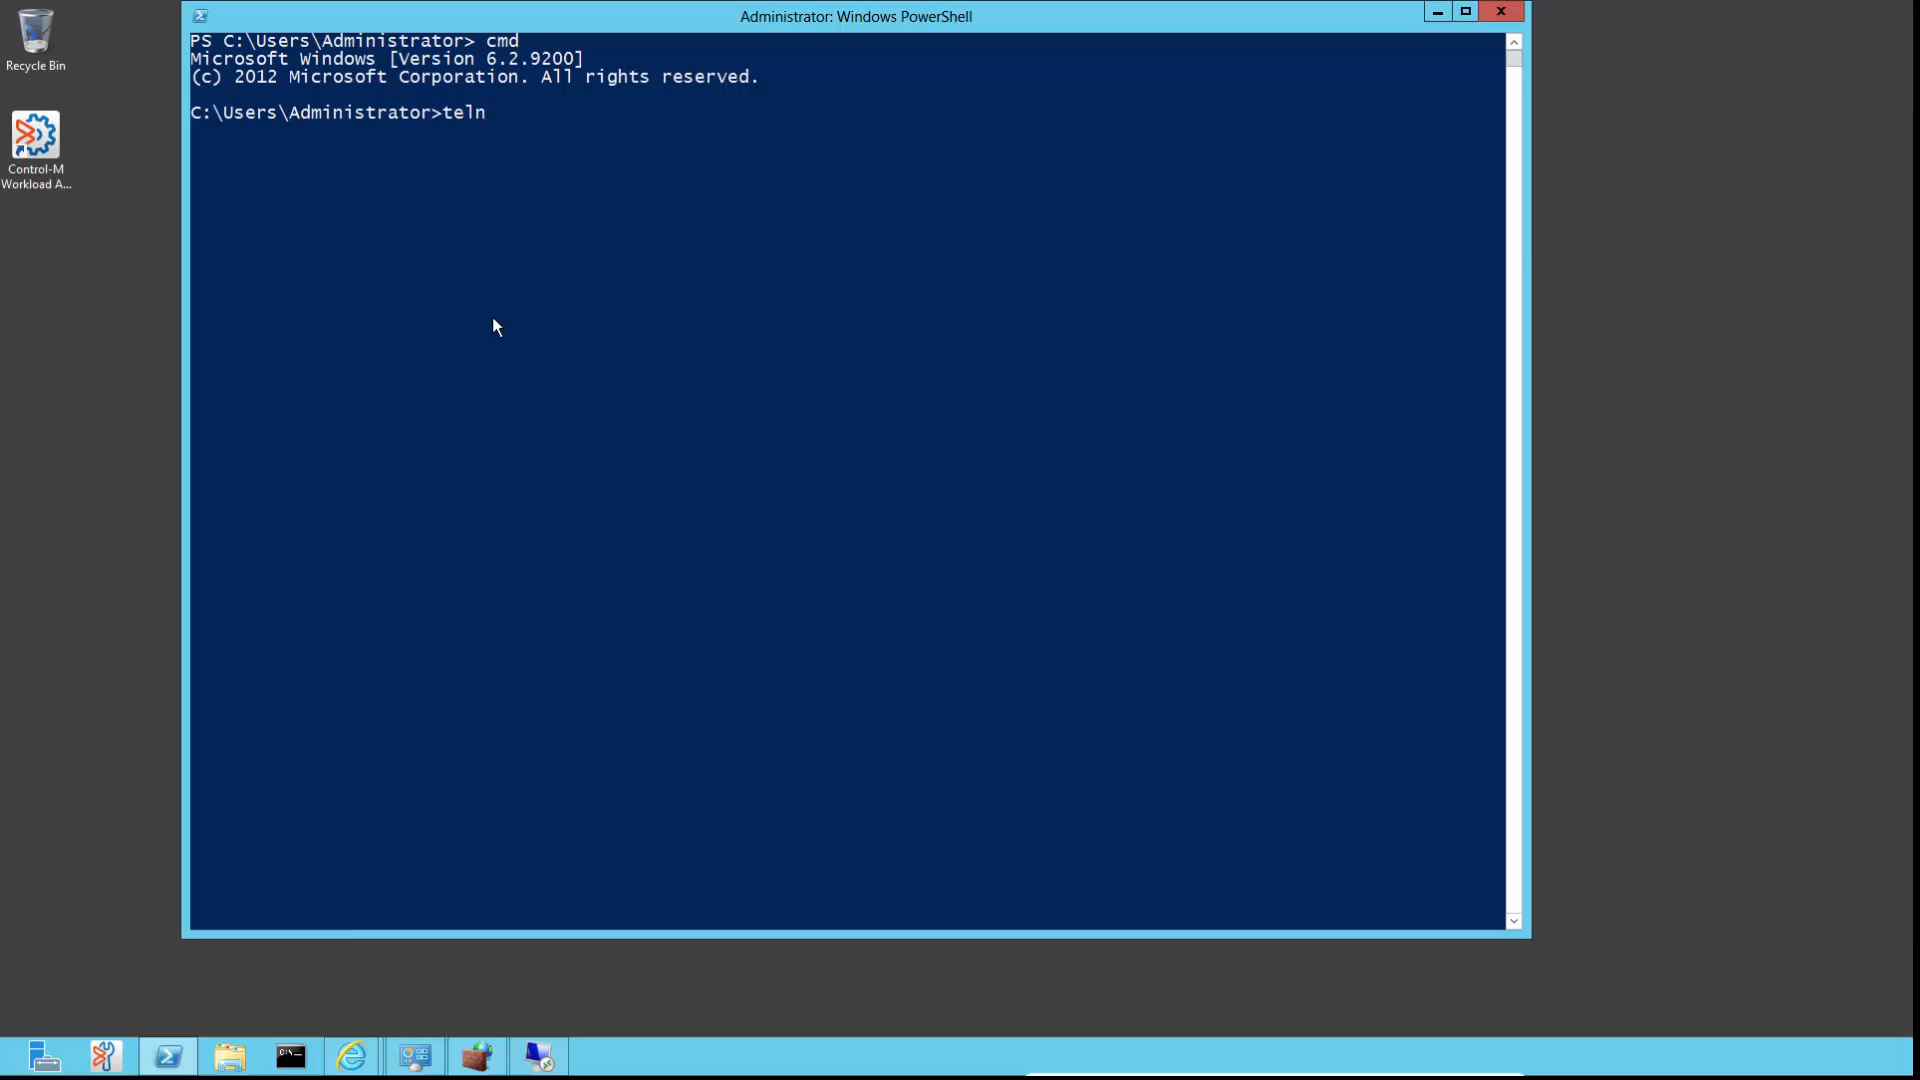 Administrator: Windows PowerShell
Recycle Bin
Control-M
Workload A...
PS C:\Users\Administrator> cmd
Microsoft Windows [Version 6.2.9200]
(c) 2012 Microsoft Corporation. All rights reserved.
C:\Users\Administrator>teln